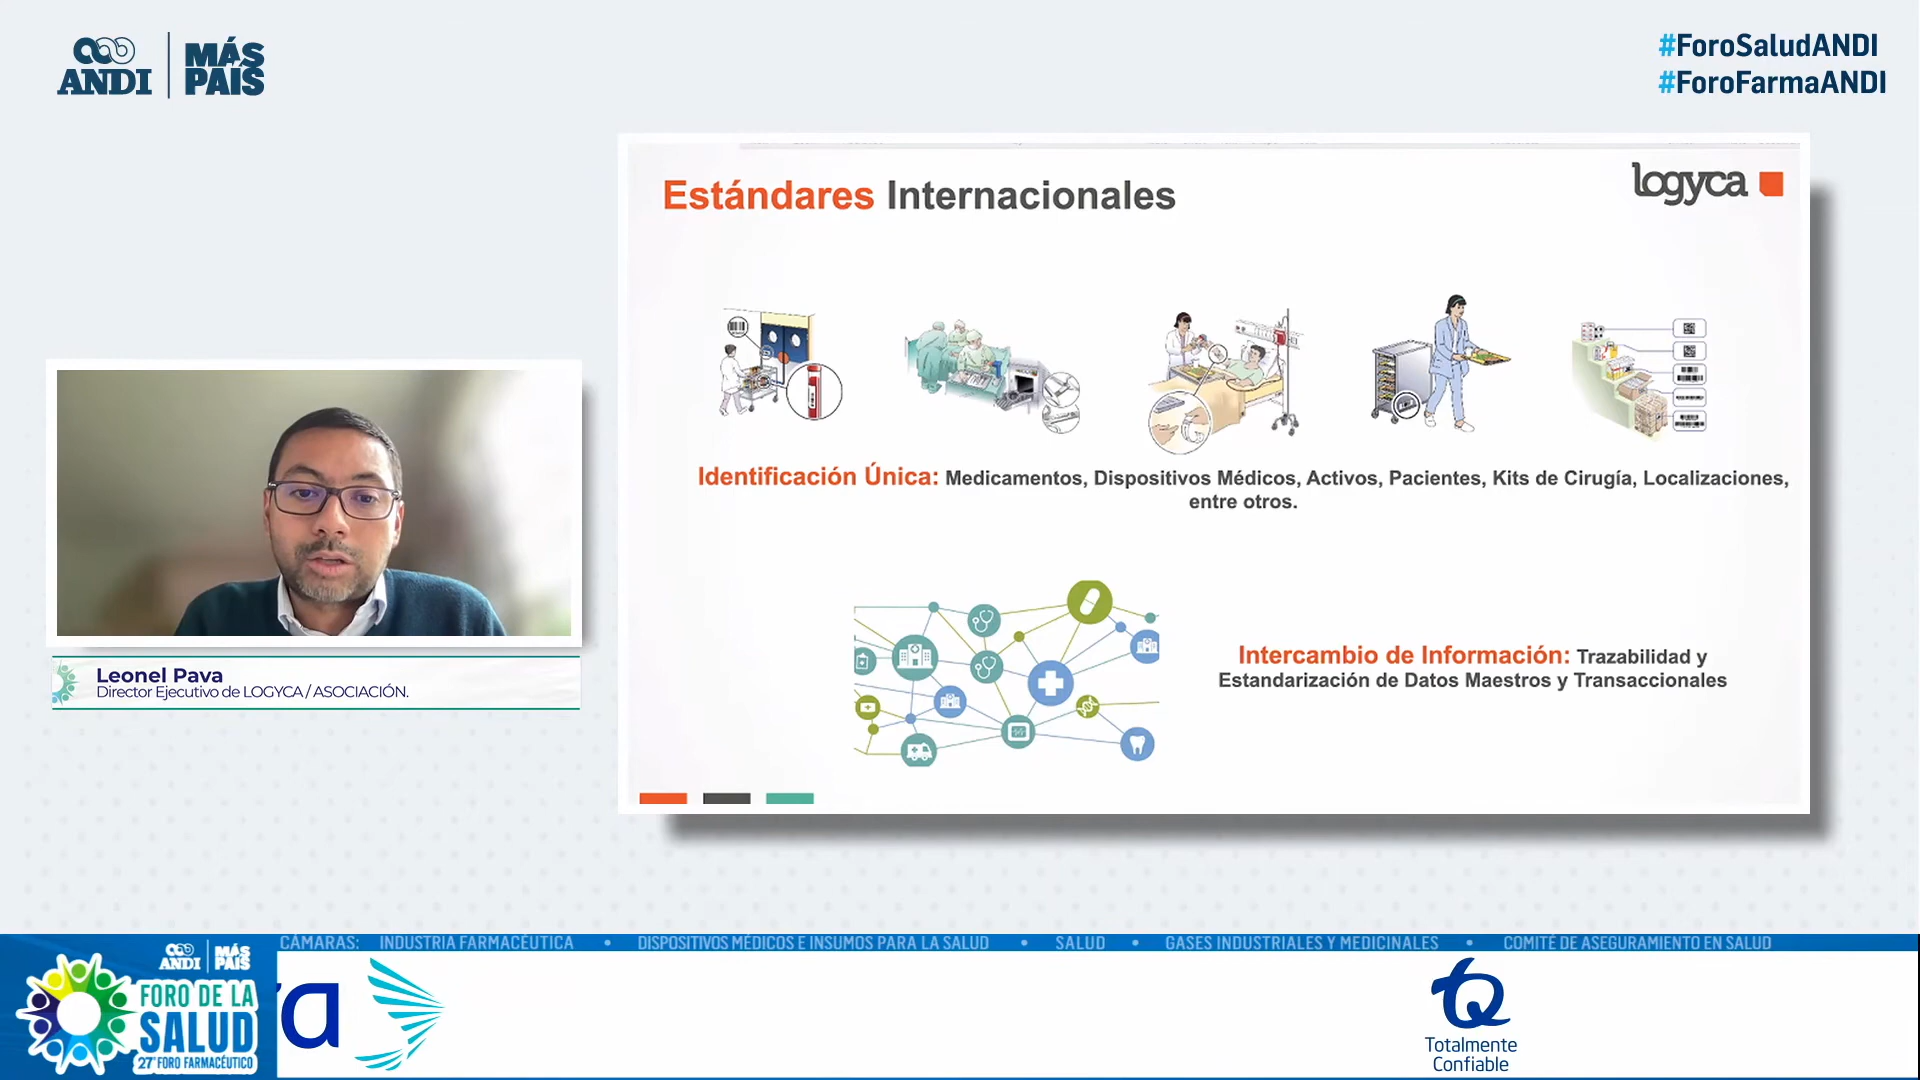 ANDI
MÁS
PAÍS
#ForoSaludANDI
#ForoFarmaANDI
Estándares Internacionales
logyca
Identificación Única: Medicamentos, Dispositivos Médicos, Activos, Pacientes, Kits de Cirugía, Localizaciones,
entre otros.
Intercambio de Información: Trazabilidad y
Estandarización de Datos Maestros y Transaccionales
Leonel Pava
Director Ejecutivo de LOGYCA / ASOCIACIÓN.
CÁMARAS: INDUSTRIA FARMACÉUTICA • DISPOSITIVOS MÉDICOS E INSUMOS PARA LA SALUD • SALUD • GASES INDUSTRIALES Y MEDICINALES • COMITÉ DE ASEGURAMIENTO EN SALUD
ANDI
MÁS
PAÍS
FORO DE LA
SALUD
27° FORO FARMACÉUTICO
a
TQ
Totalmente
Confiable